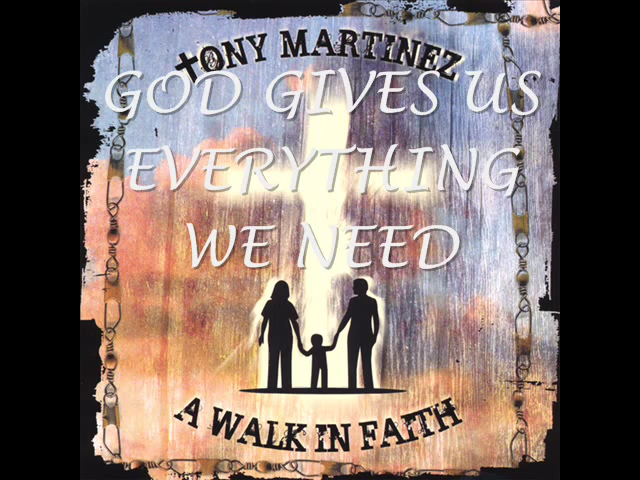 TONY MARTINEZ
GOD GIVES US
EVERYTHING
WE NEED
A WALK IN FAITH